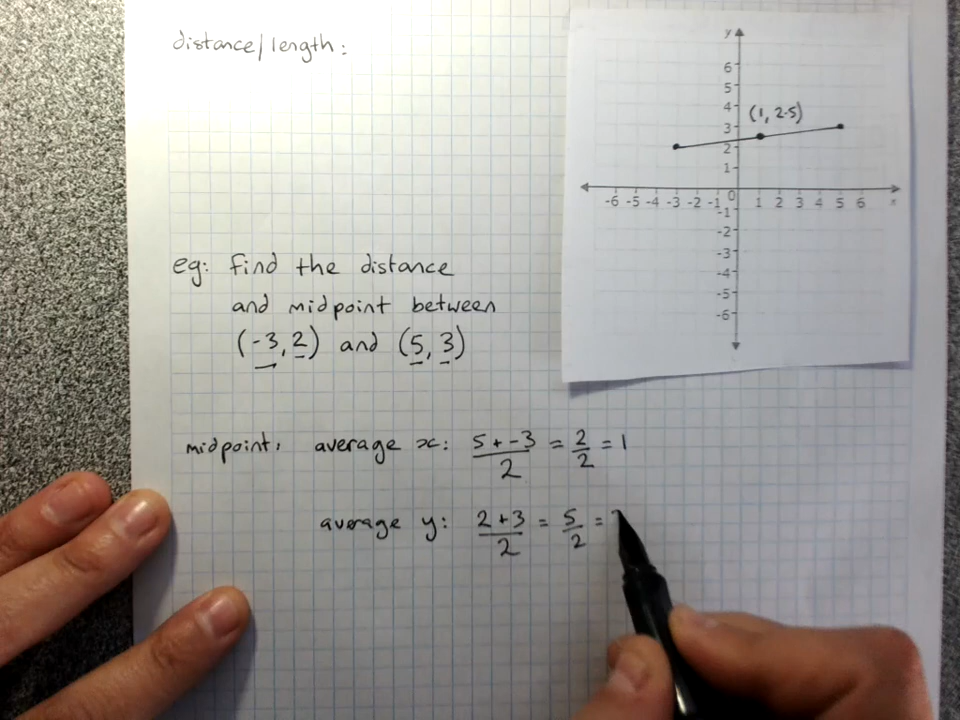 distance/length:
y
6
5
4
(1, 2.5)
3
2
1
0
-6 -5 -4 -3 -2 -1 1 2 3 4 5 6 x
-1
-2
-3
-4
-5
-6
eg: Find the distance
and midpoint between
(-3, 2) and (5, 3)
midpoint: average x: 5 + -3 / 2 = 2/2 = 1
average y: 2 + 3 / 2 = 5/2 =